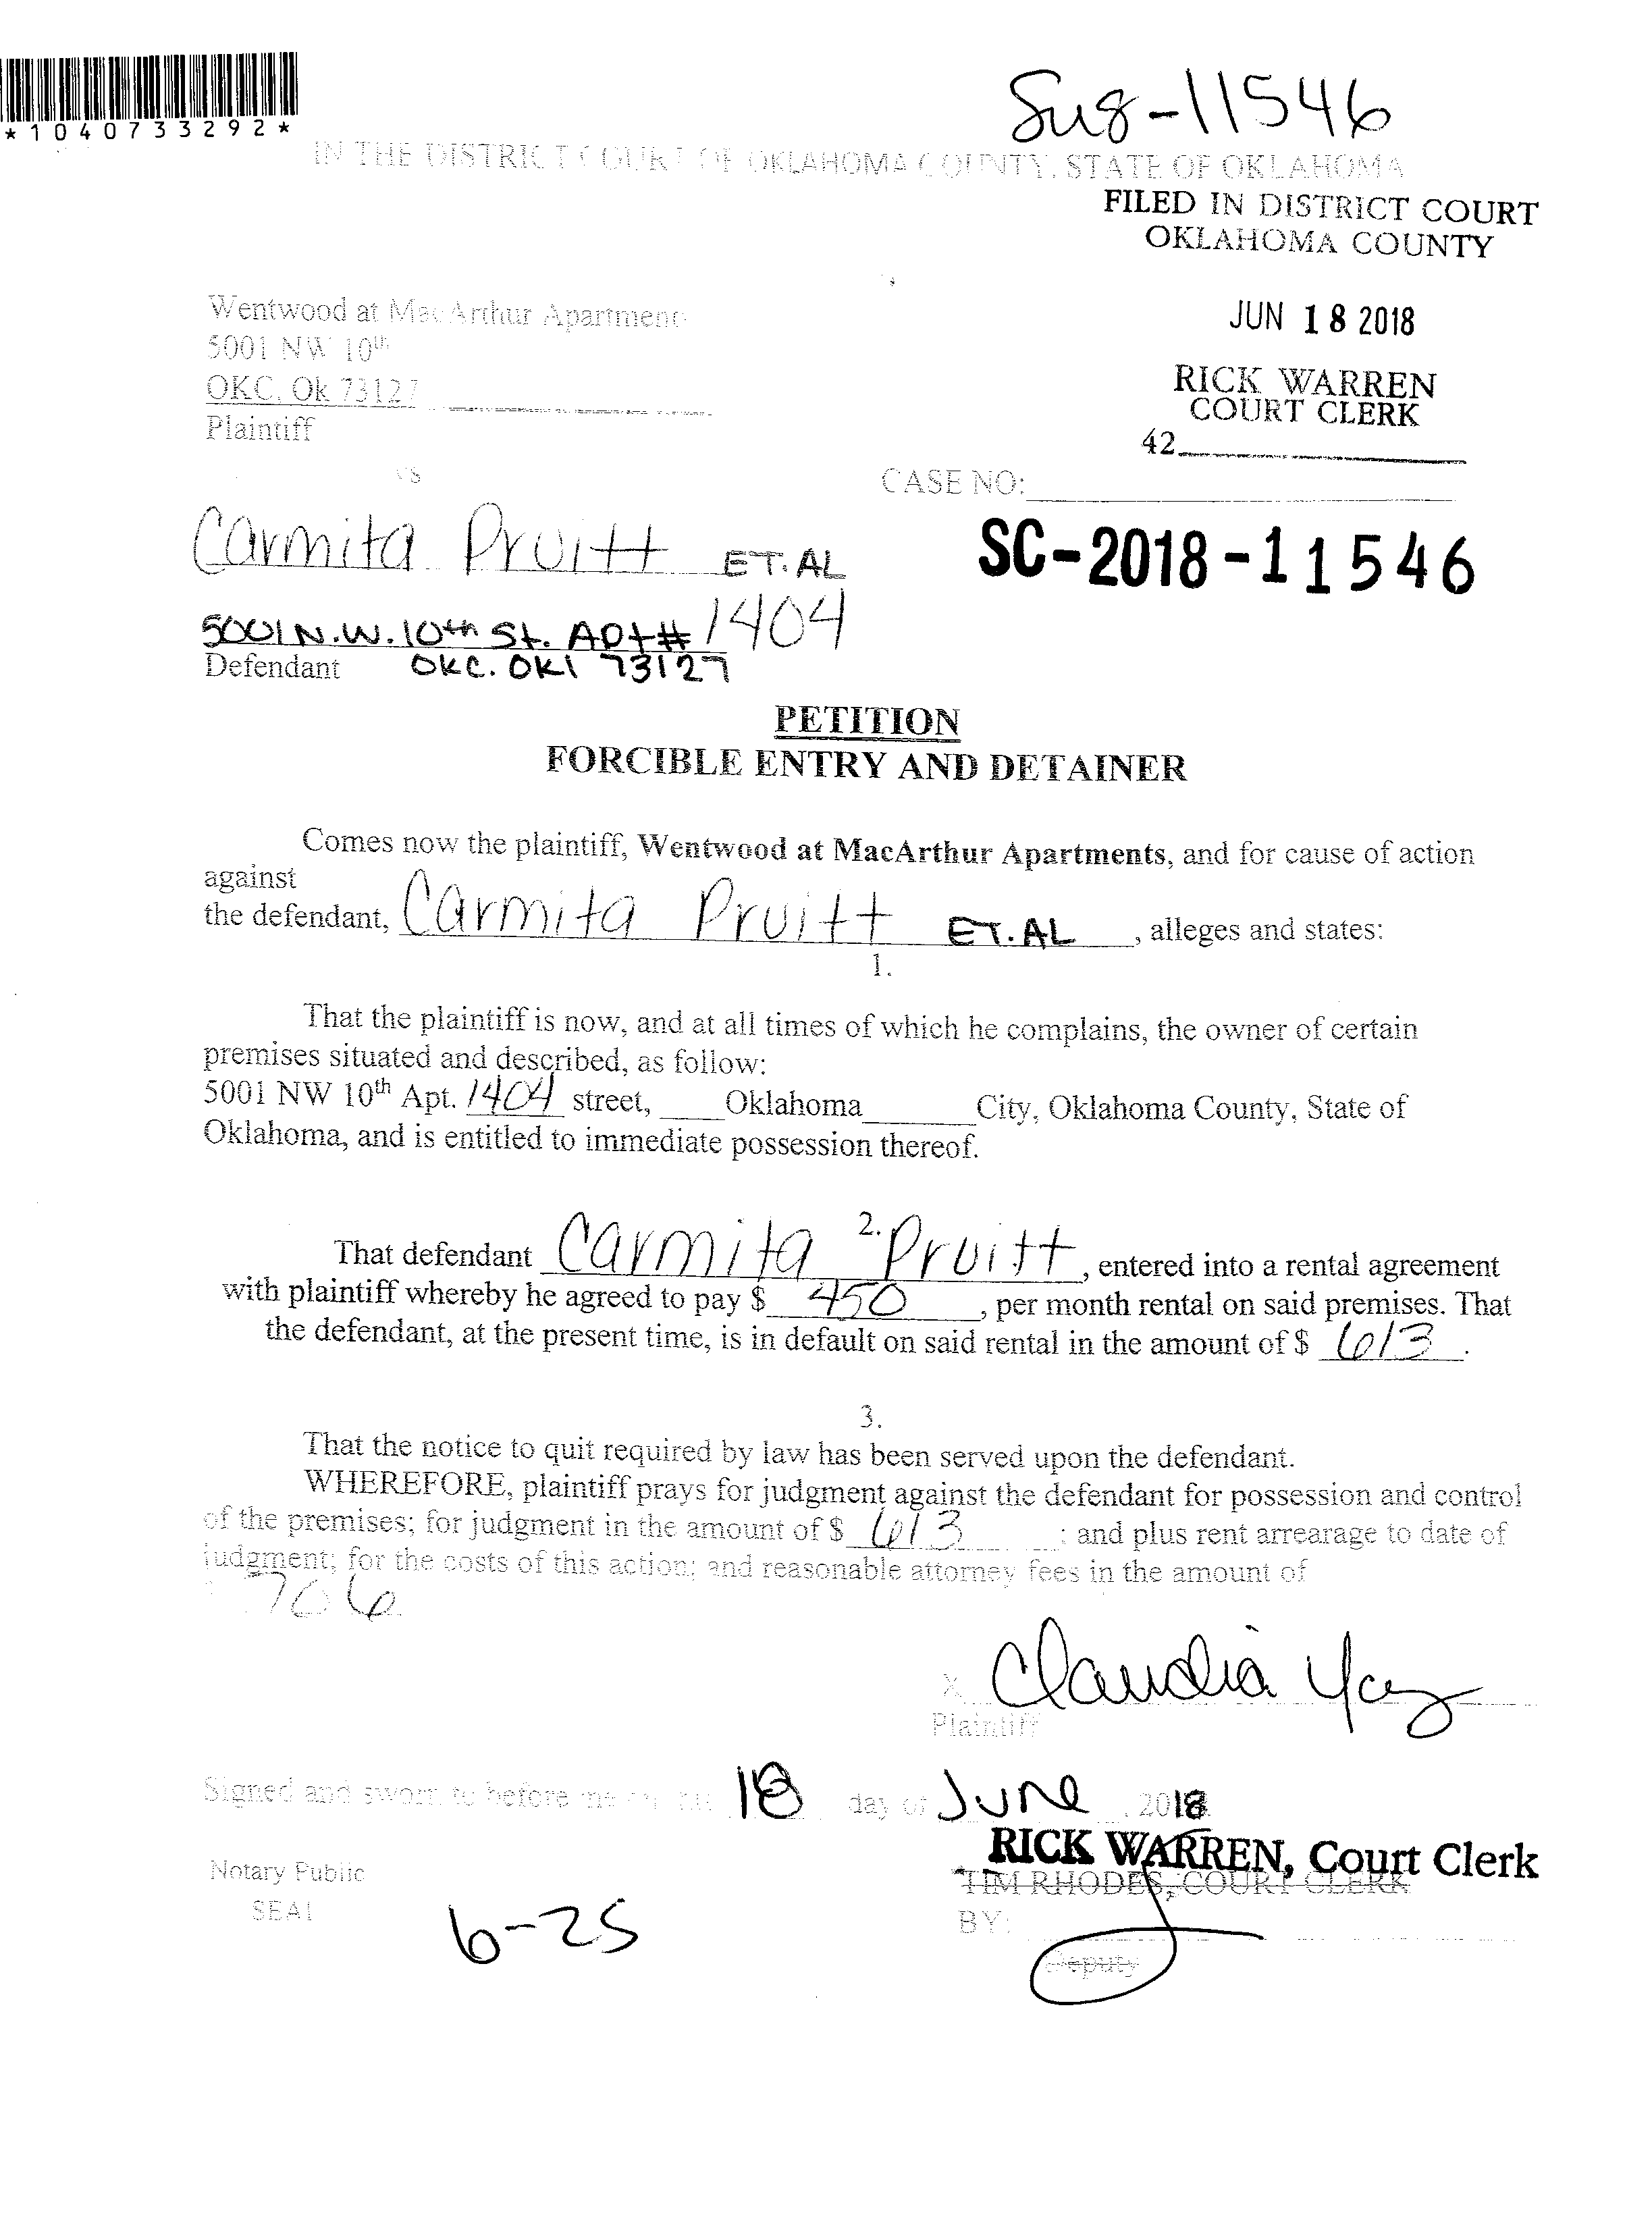 *1040733292*
Su8-11546
IN THE DISTRICT COURT OF OKLAHOMA COUNTY, STATE OF OKLAHOMA
FILED IN DISTRICT COURT
OKLAHOMA COUNTY
Wentwood at MacArthur Apartment
5001 NW 10th
OKC, Ok 73127
Plaintiff
JUN 18 2018
RICK WARREN
COURT CLERK
42
vs
CASE NO:
Carmita Pruitt ET.AL
SC-2018-11546
5001 N.W. 10th St. Apt# 1404
Defendant OKC. OKl 73127
PETITION
FORCIBLE ENTRY AND DETAINER
Comes now the plaintiff, Wentwood at MacArthur Apartments, and for cause of action
against
the defendant, Carmita Pruitt ET.AL , alleges and states:
1.
That the plaintiff is now, and at all times of which he complains, the owner of certain
premises situated and described, as follow:
5001 NW 10th Apt. 1404 street, Oklahoma City, Oklahoma County, State of
Oklahoma, and is entitled to immediate possession thereof.
2.
That defendant Carmita Pruitt, entered into a rental agreement
with plaintiff whereby he agreed to pay $ 450 , per month rental on said premises. That
the defendant, at the present time, is in default on said rental in the amount of $ 613.
3.
That the notice to quit required by law has been served upon the defendant.
WHEREFORE, plaintiff prays for judgment against the defendant for possession and control
of the premises; for judgment in the amount of $ 613 ; and plus rent arrearage to date of
judgment; for the costs of this action; and reasonable attorney fees in the amount of
706
X Claudia
Plaintiff
Signed and sworn to before me 18 day of June, 2018
RICK WARREN, Court Clerk
TIM RHODES, COURT CLERK
Notary Public
SEAL
BY:
6-25
Deputy